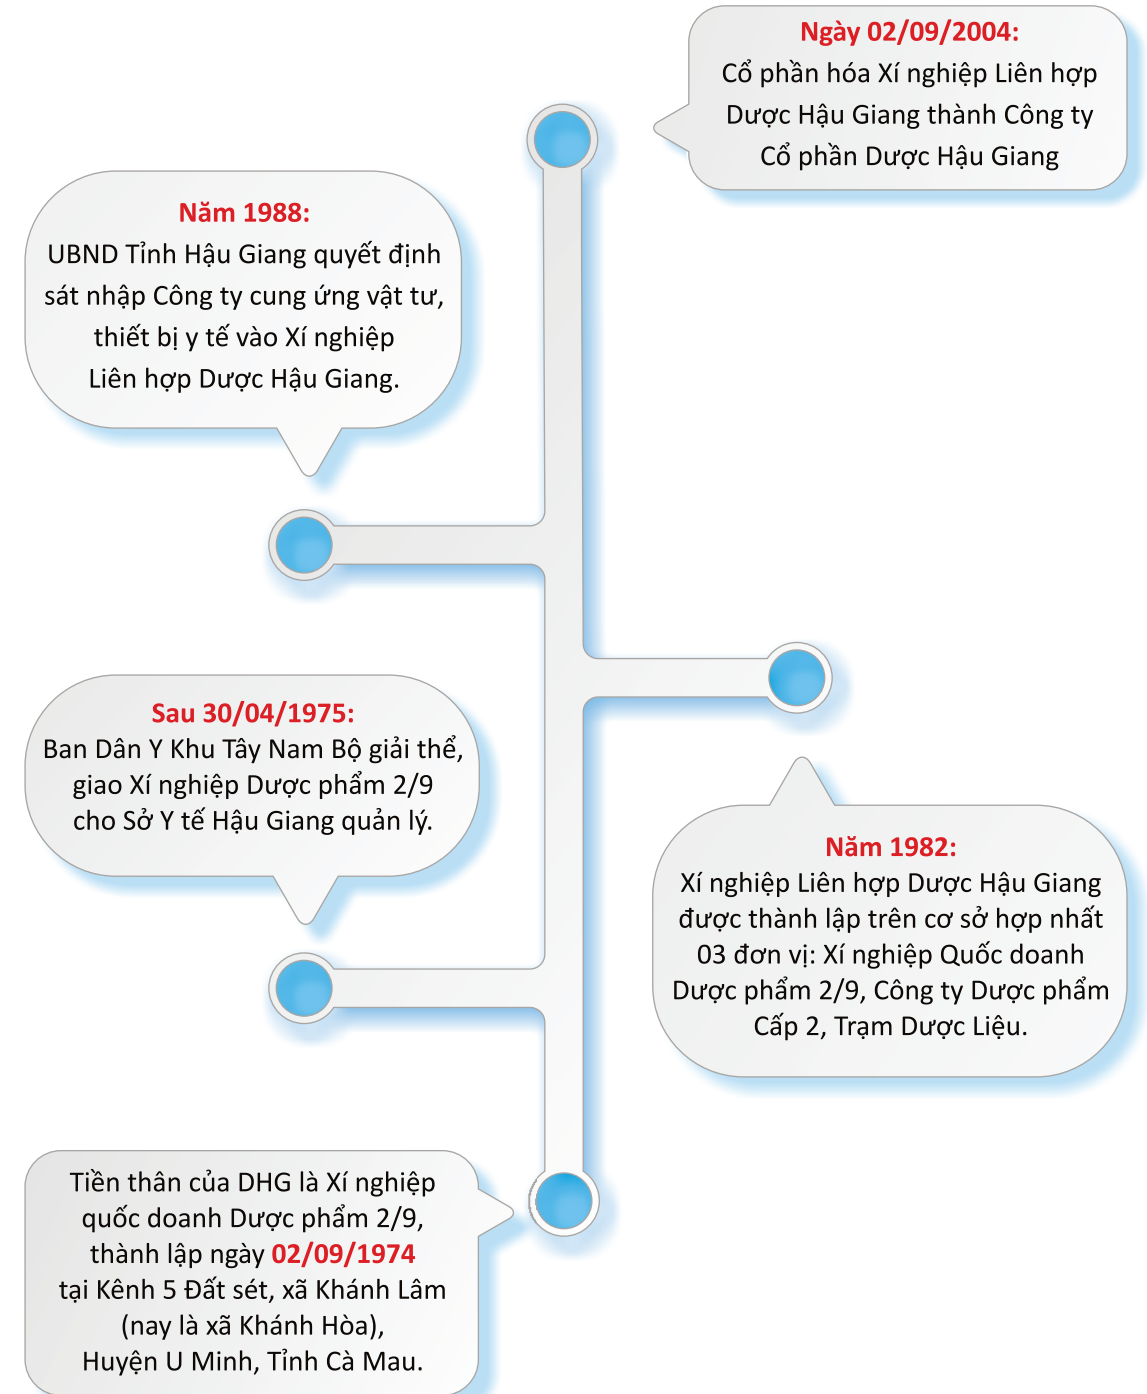 Ngày 02/09/2004:
Cổ phần hóa Xí nghiệp Liên hợp
Dược Hậu Giang thành Công ty
Cổ phần Dược Hậu Giang
Năm 1988:
UBND Tỉnh Hậu Giang quyết định
sát nhập Công ty cung ứng vật tư,
thiết bị y tế vào Xí nghiệp
Liên hợp Dược Hậu Giang.
Sau 30/04/1975:
Ban Dân Y Khu Tây Nam Bộ giải thể,
giao Xí nghiệp Dược phẩm 2/9
cho Sở Y tế Hậu Giang quản lý.
Năm 1982:
Xí nghiệp Liên hợp Dược Hậu Giang
được thành lập trên cơ sở hợp nhất
03 đơn vị: Xí nghiệp Quốc doanh
Dược phẩm 2/9, Công ty Dược phẩm
Cấp 2, Trạm Dược Liệu.
Tiền thân của DHG là Xí nghiệp
quốc doanh Dược phẩm 2/9,
thành lập ngày 02/09/1974
tại Kênh 5 Đất sét, xã Khánh Lâm
(nay là xã Khánh Hòa),
Huyện U Minh, Tỉnh Cà Mau.